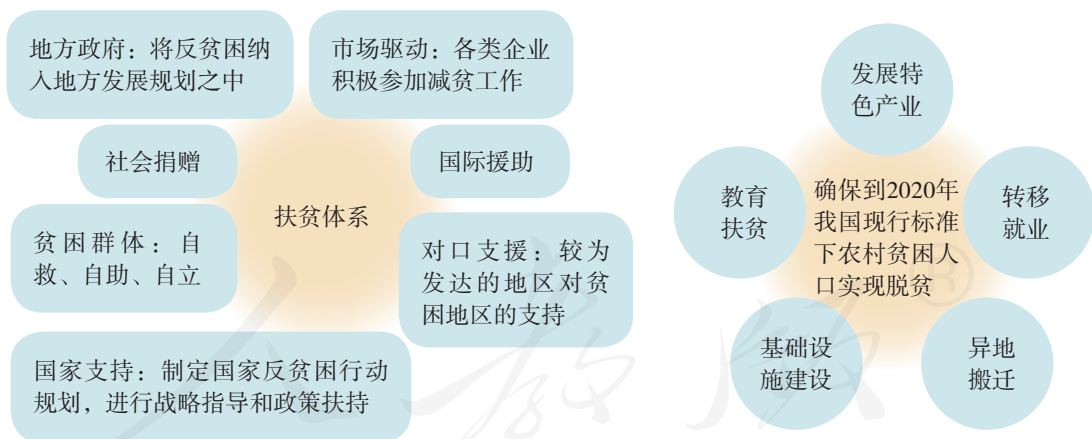 地方政府：将反贫困纳
入地方发展规划之中
市场驱动：各类企业
积极参加减贫工作
社会捐赠
国际援助
扶贫体系
贫困群体：自
救、自助、自立
对口支援：较为
发达的地区对贫
困地区的支持
国家支持：制定国家反贫困行动
规划，进行战略指导和政策扶持
发展特
色产业
教育
扶贫
确保到2020年
我国现行标准
下农村贫困人
口实现脱贫
转移
就业
基础设
施建设
异地
搬迁
人教版®